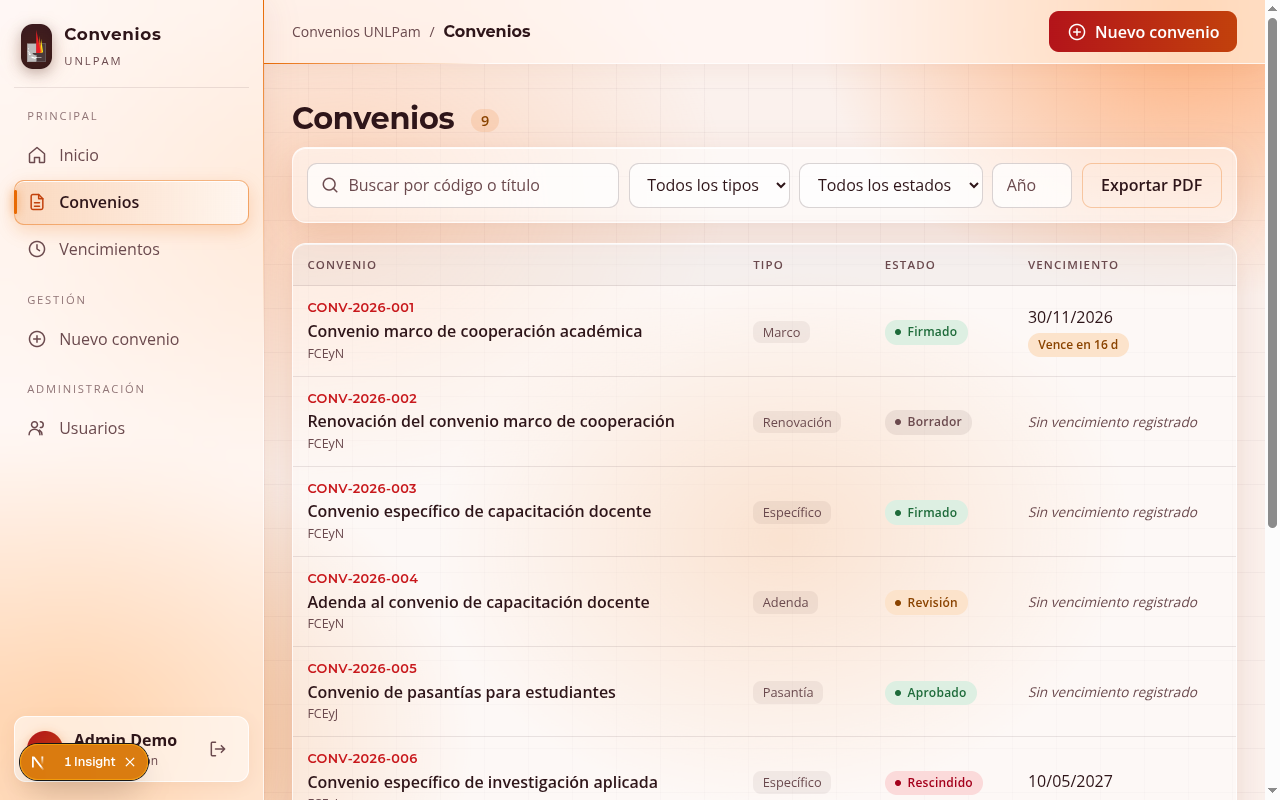 Convenios
UNLPAM
PRINCIPAL
Inicio
Convenios
Vencimientos
GESTIÓN
Nuevo convenio
ADMINISTRACIÓN
Usuarios
Admin Demo
1 Insight
Convenios UNLPam / Convenios
Nuevo convenio
Convenios 9
Buscar por código o título
Todos los tipos
Todos los estados
Año
Exportar PDF
CONVENIO TIPO ESTADO VENCIMIENTO
CONV-2026-001
Convenio marco de cooperación académica
FCEyN
Marco
Firmado
30/11/2026
Vence en 16 d
CONV-2026-002
Renovación del convenio marco de cooperación
FCEyN
Renovación
Borrador
Sin vencimiento registrado
CONV-2026-003
Convenio específico de capacitación docente
FCEyN
Específico
Firmado
Sin vencimiento registrado
CONV-2026-004
Adenda al convenio de capacitación docente
FCEyN
Adenda
Revisión
Sin vencimiento registrado
CONV-2026-005
Convenio de pasantías para estudiantes
FCEyJ
Pasantía
Aprobado
Sin vencimiento registrado
CONV-2026-006
Convenio específico de investigación aplicada
Específico
Rescindido
10/05/2027